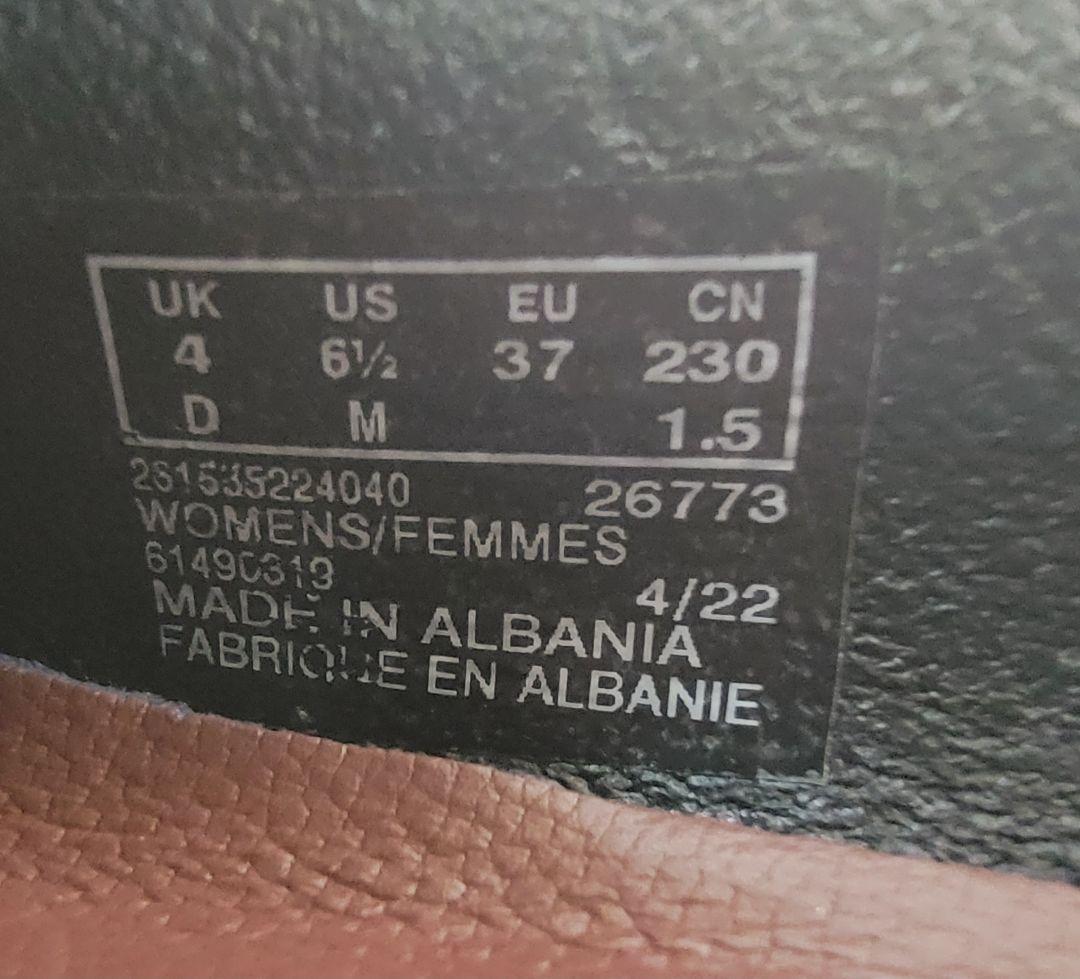 UK US EU CN
4 6½ 37 230
D M 1.5
261535224040 26773
WOMENS/FEMMES
61490319 4/22
MADE IN ALBANIA
FABRIQUE EN ALBANIE